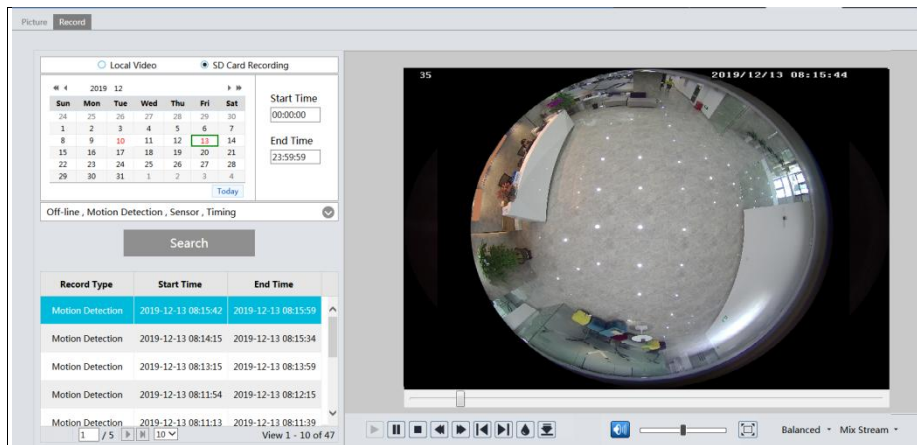 Picture Record
Local Video SD Card Recording
2019 12
Sun Mon Tue Wed Thu Fri Sat
24 25 26 27 28 29 30
1 2 3 4 5 6 7
8 9 10 11 12 13 14
15 16 17 18 19 20 21
22 23 24 25 26 27 28
29 30 31 1 2 3 4
Today
Start Time
00:00:00
End Time
23:59:59
Off-line , Motion Detection , Sensor , Timing
Search
Record Type Start Time End Time
Motion Detection 2019-12-13 08:15:42 2019-12-13 08:15:59
Motion Detection 2019-12-13 08:14:15 2019-12-13 08:15:34
Motion Detection 2019-12-13 08:13:15 2019-12-13 08:13:59
Motion Detection 2019-12-13 08:11:54 2019-12-13 08:12:15
Motion Detection 2019-12-13 08:11:13 2019-12-13 08:11:39
1 / 5 10 View 1 - 10 of 47
35 2019/12/13 08:15:44
Balanced Mix Stream